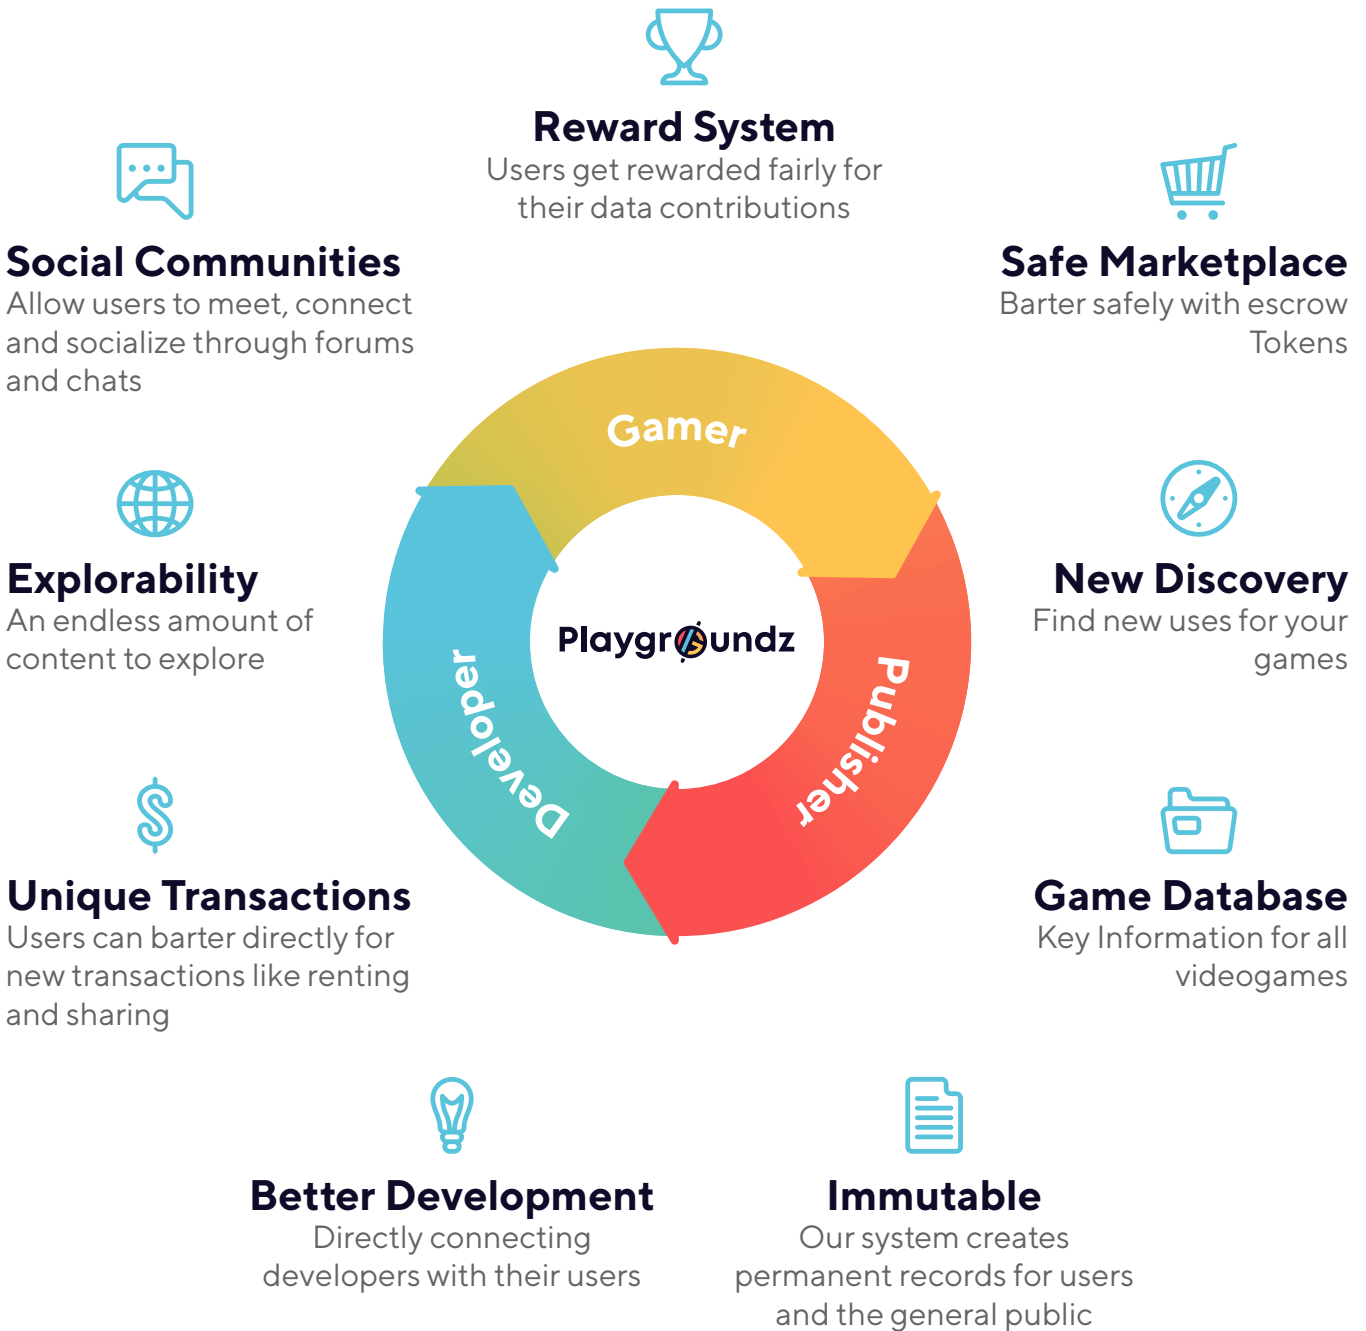 Reward System
Users get rewarded fairly for
their data contributions
Social Communities
Allow users to meet, connect
and socialize through forums
and chats
Safe Marketplace
Barter safely with escrow
Tokens
Gamer
Explorability
An endless amount of
content to explore
New Discovery
Find new uses for your
games
Playgroundz
Developer
Publisher
Unique Transactions
Users can barter directly for
new transactions like renting
and sharing
Game Database
Key Information for all
videogames
Better Development
Directly connecting
developers with their users
Immutable
Our system creates
permanent records for users
and the general public